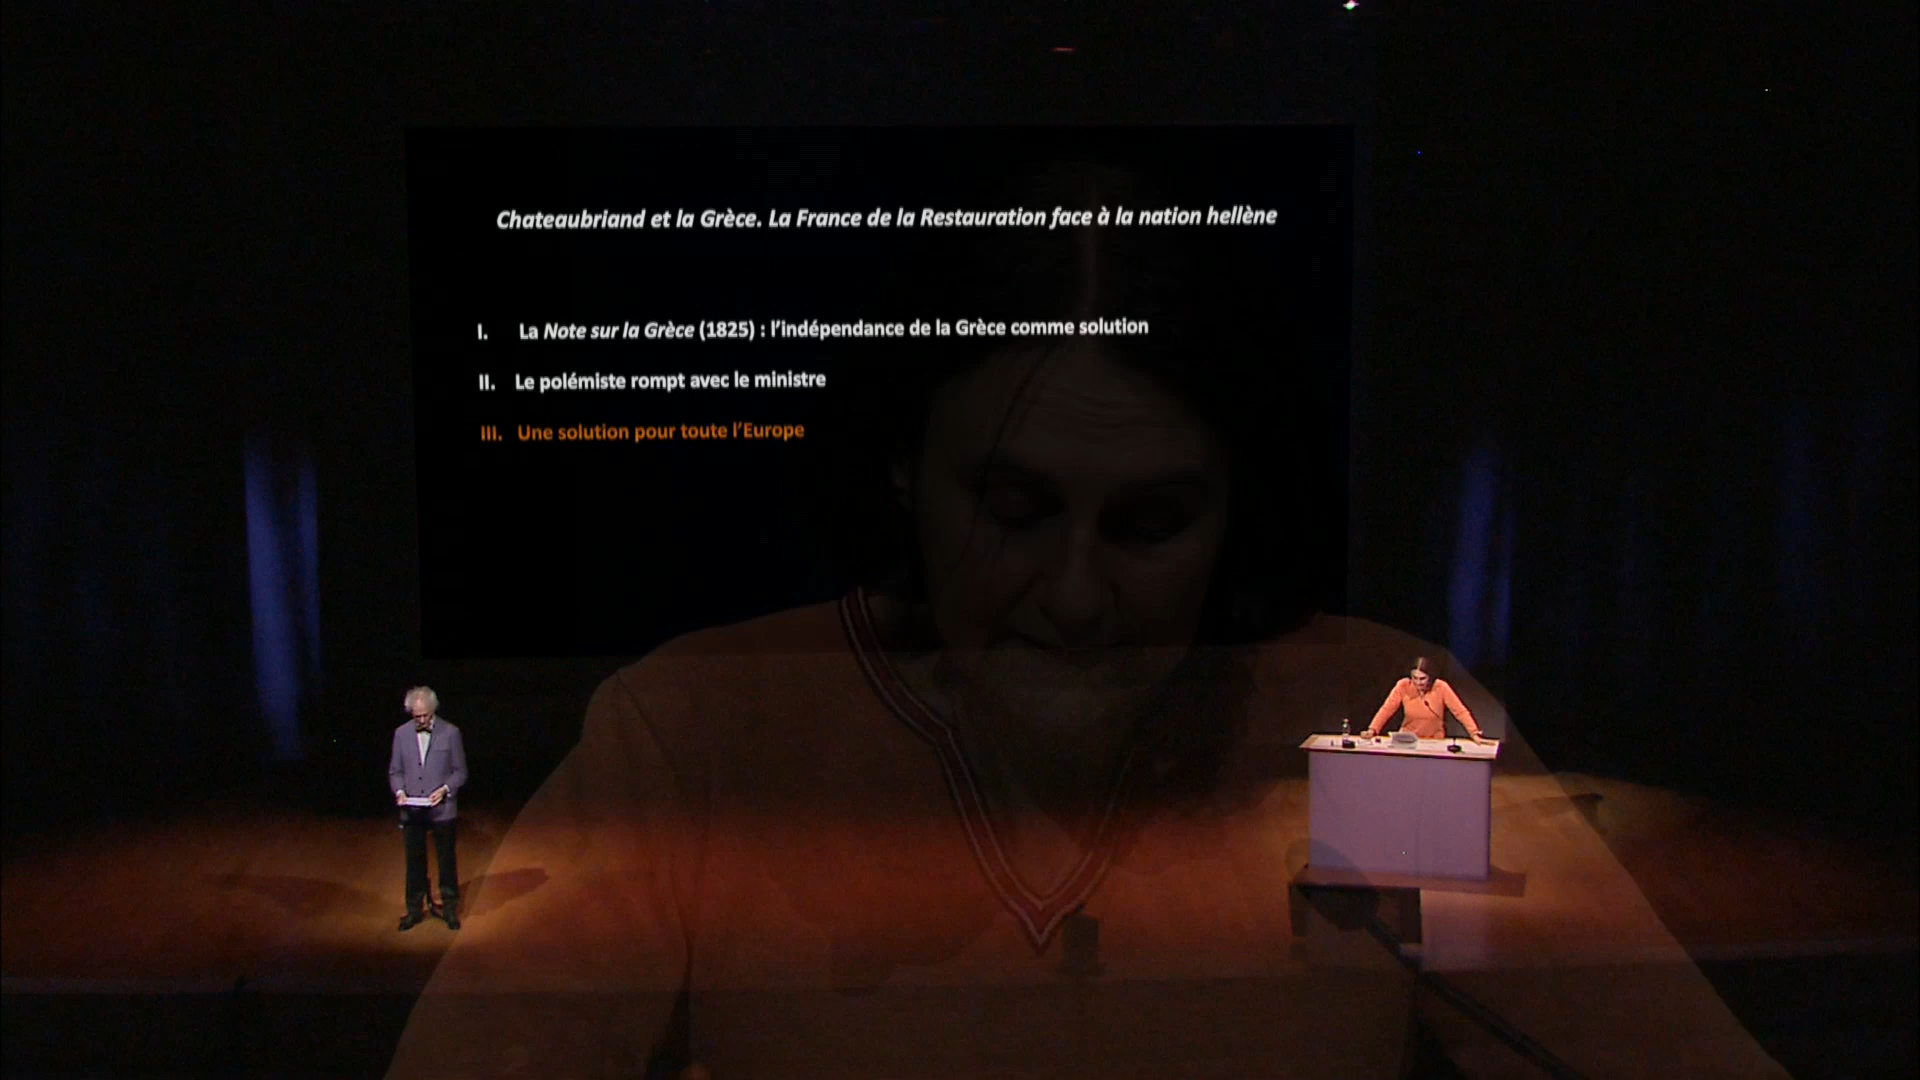 Chateaubriand et la Grèce. La France de la Restauration face à la nation hellène
I. La Note sur la Grèce (1825) : l’indépendance de la Grèce comme solution
II. Le polémiste rompt avec le ministre
III. Une solution pour toute l’Europe